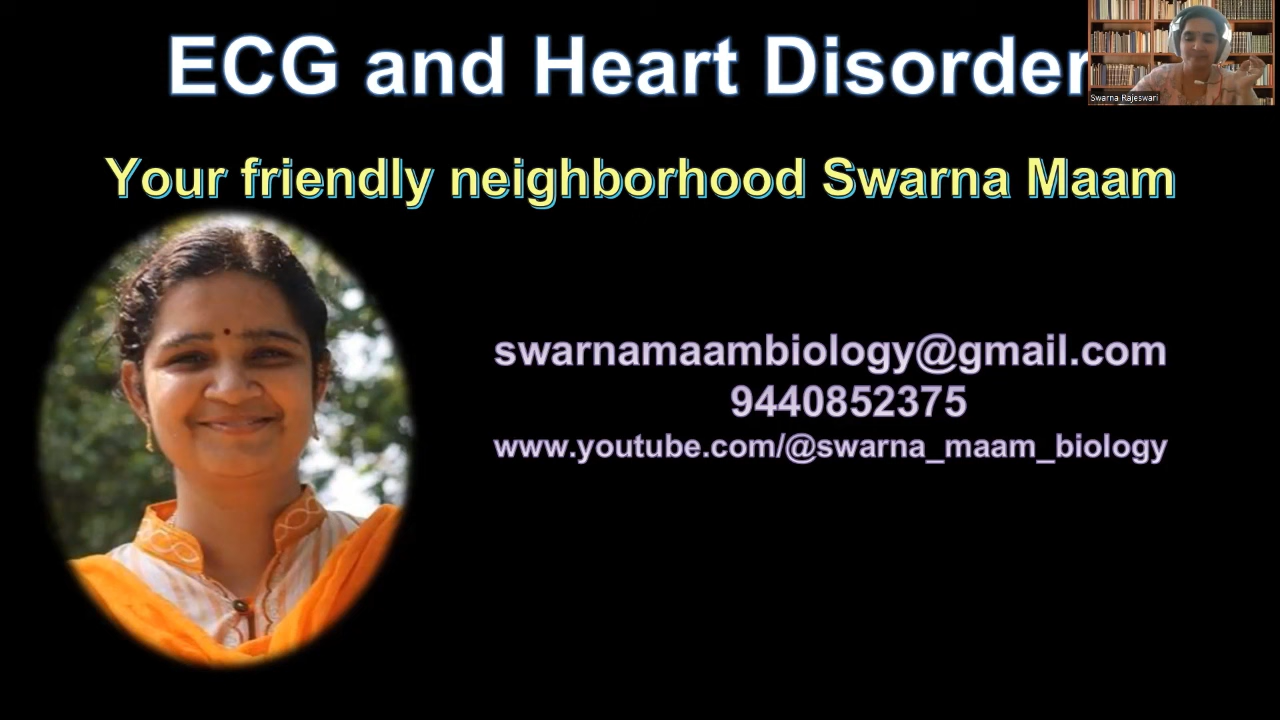 ECG and Heart Disorder
Swarna Rajeswari
Your friendly neighborhood Swarna Maam
swarnamaambiology@gmail.com
9440852375
www.youtube.com/@swarna_maam_biology